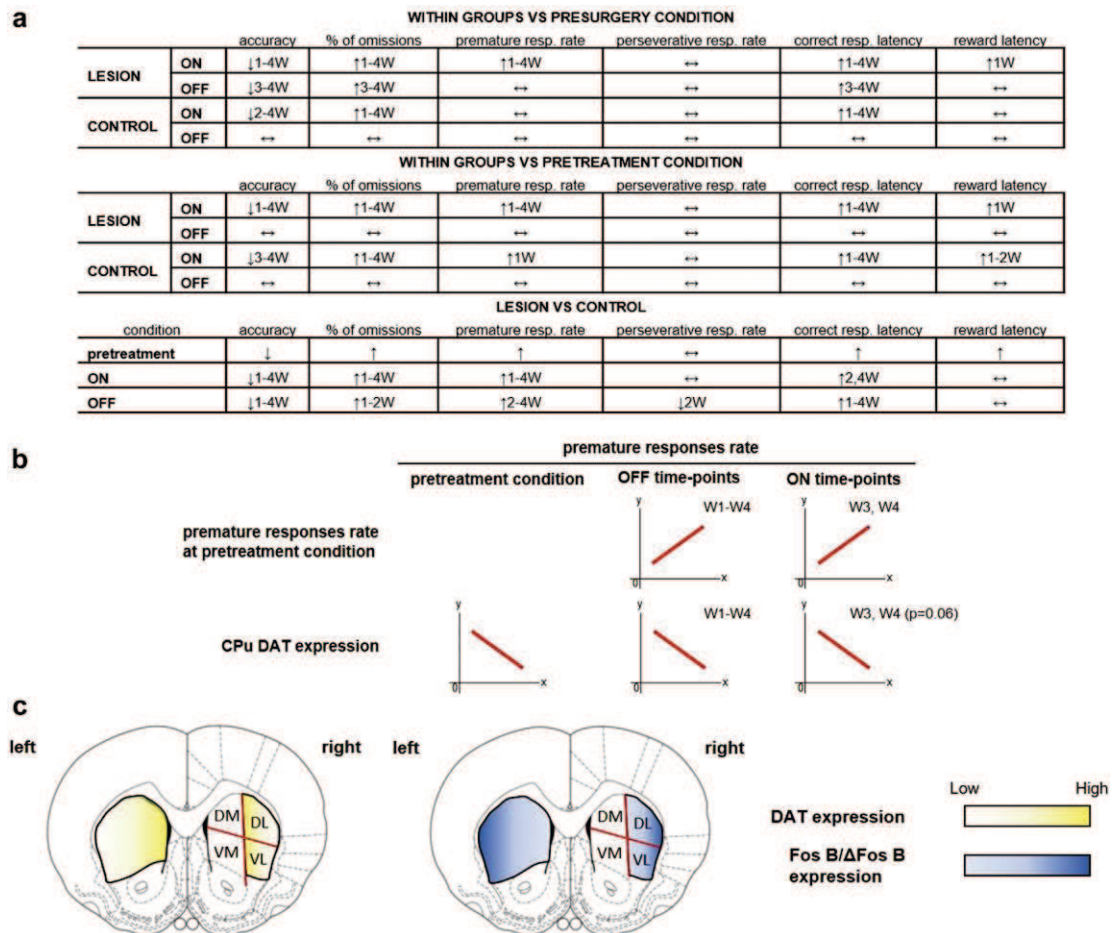 a
WITHIN GROUPS VS PRESURGERY CONDITION
accuracy % of omissions premature resp. rate perseverative resp. rate correct resp. latency reward latency
LESION ON ↓1-4W ↑1-4W ↑1-4W ↔ ↑1-4W ↑1W
OFF ↓3-4W ↑3-4W ↔ ↔ ↑3-4W ↔
CONTROL ON ↓2-4W ↑1-4W ↔ ↔ ↑1-4W ↔
OFF ↔ ↔ ↔ ↔ ↔ ↔
WITHIN GROUPS VS PRETREATMENT CONDITION
accuracy % of omissions premature resp. rate perseverative resp. rate correct resp. latency reward latency
LESION ON ↓1-4W ↑1-4W ↑1-4W ↔ ↑1-4W ↑1W
OFF ↔ ↔ ↔ ↔ ↔ ↔
CONTROL ON ↓3-4W ↑1-4W ↑1W ↔ ↑1-4W ↑1-2W
OFF ↔ ↔ ↔ ↔ ↔ ↔
LESION VS CONTROL
condition accuracy % of omissions premature resp. rate perseverative resp. rate correct resp. latency reward latency
pretreatment ↓ ↑ ↑ ↔ ↑ ↑
ON ↓1-4W ↑1-4W ↑1-4W ↔ ↑2,4W ↔
OFF ↓1-4W ↑1-2W ↑2-4W ↓2W ↑1-4W ↔
b
premature responses rate
pretreatment condition OFF time-points ON time-points
premature responses rate
at pretreatment condition
y W1-W4 0 x
y W3, W4 0 x
CPu DAT expression
y 0 x
y W1-W4 0 x
y W3, W4 (p=0.06) 0 x
c
left right
DM DL
VM VL
left right
DM DL
VM VL
Low High
DAT expression
Fos B/ΔFos B
expression